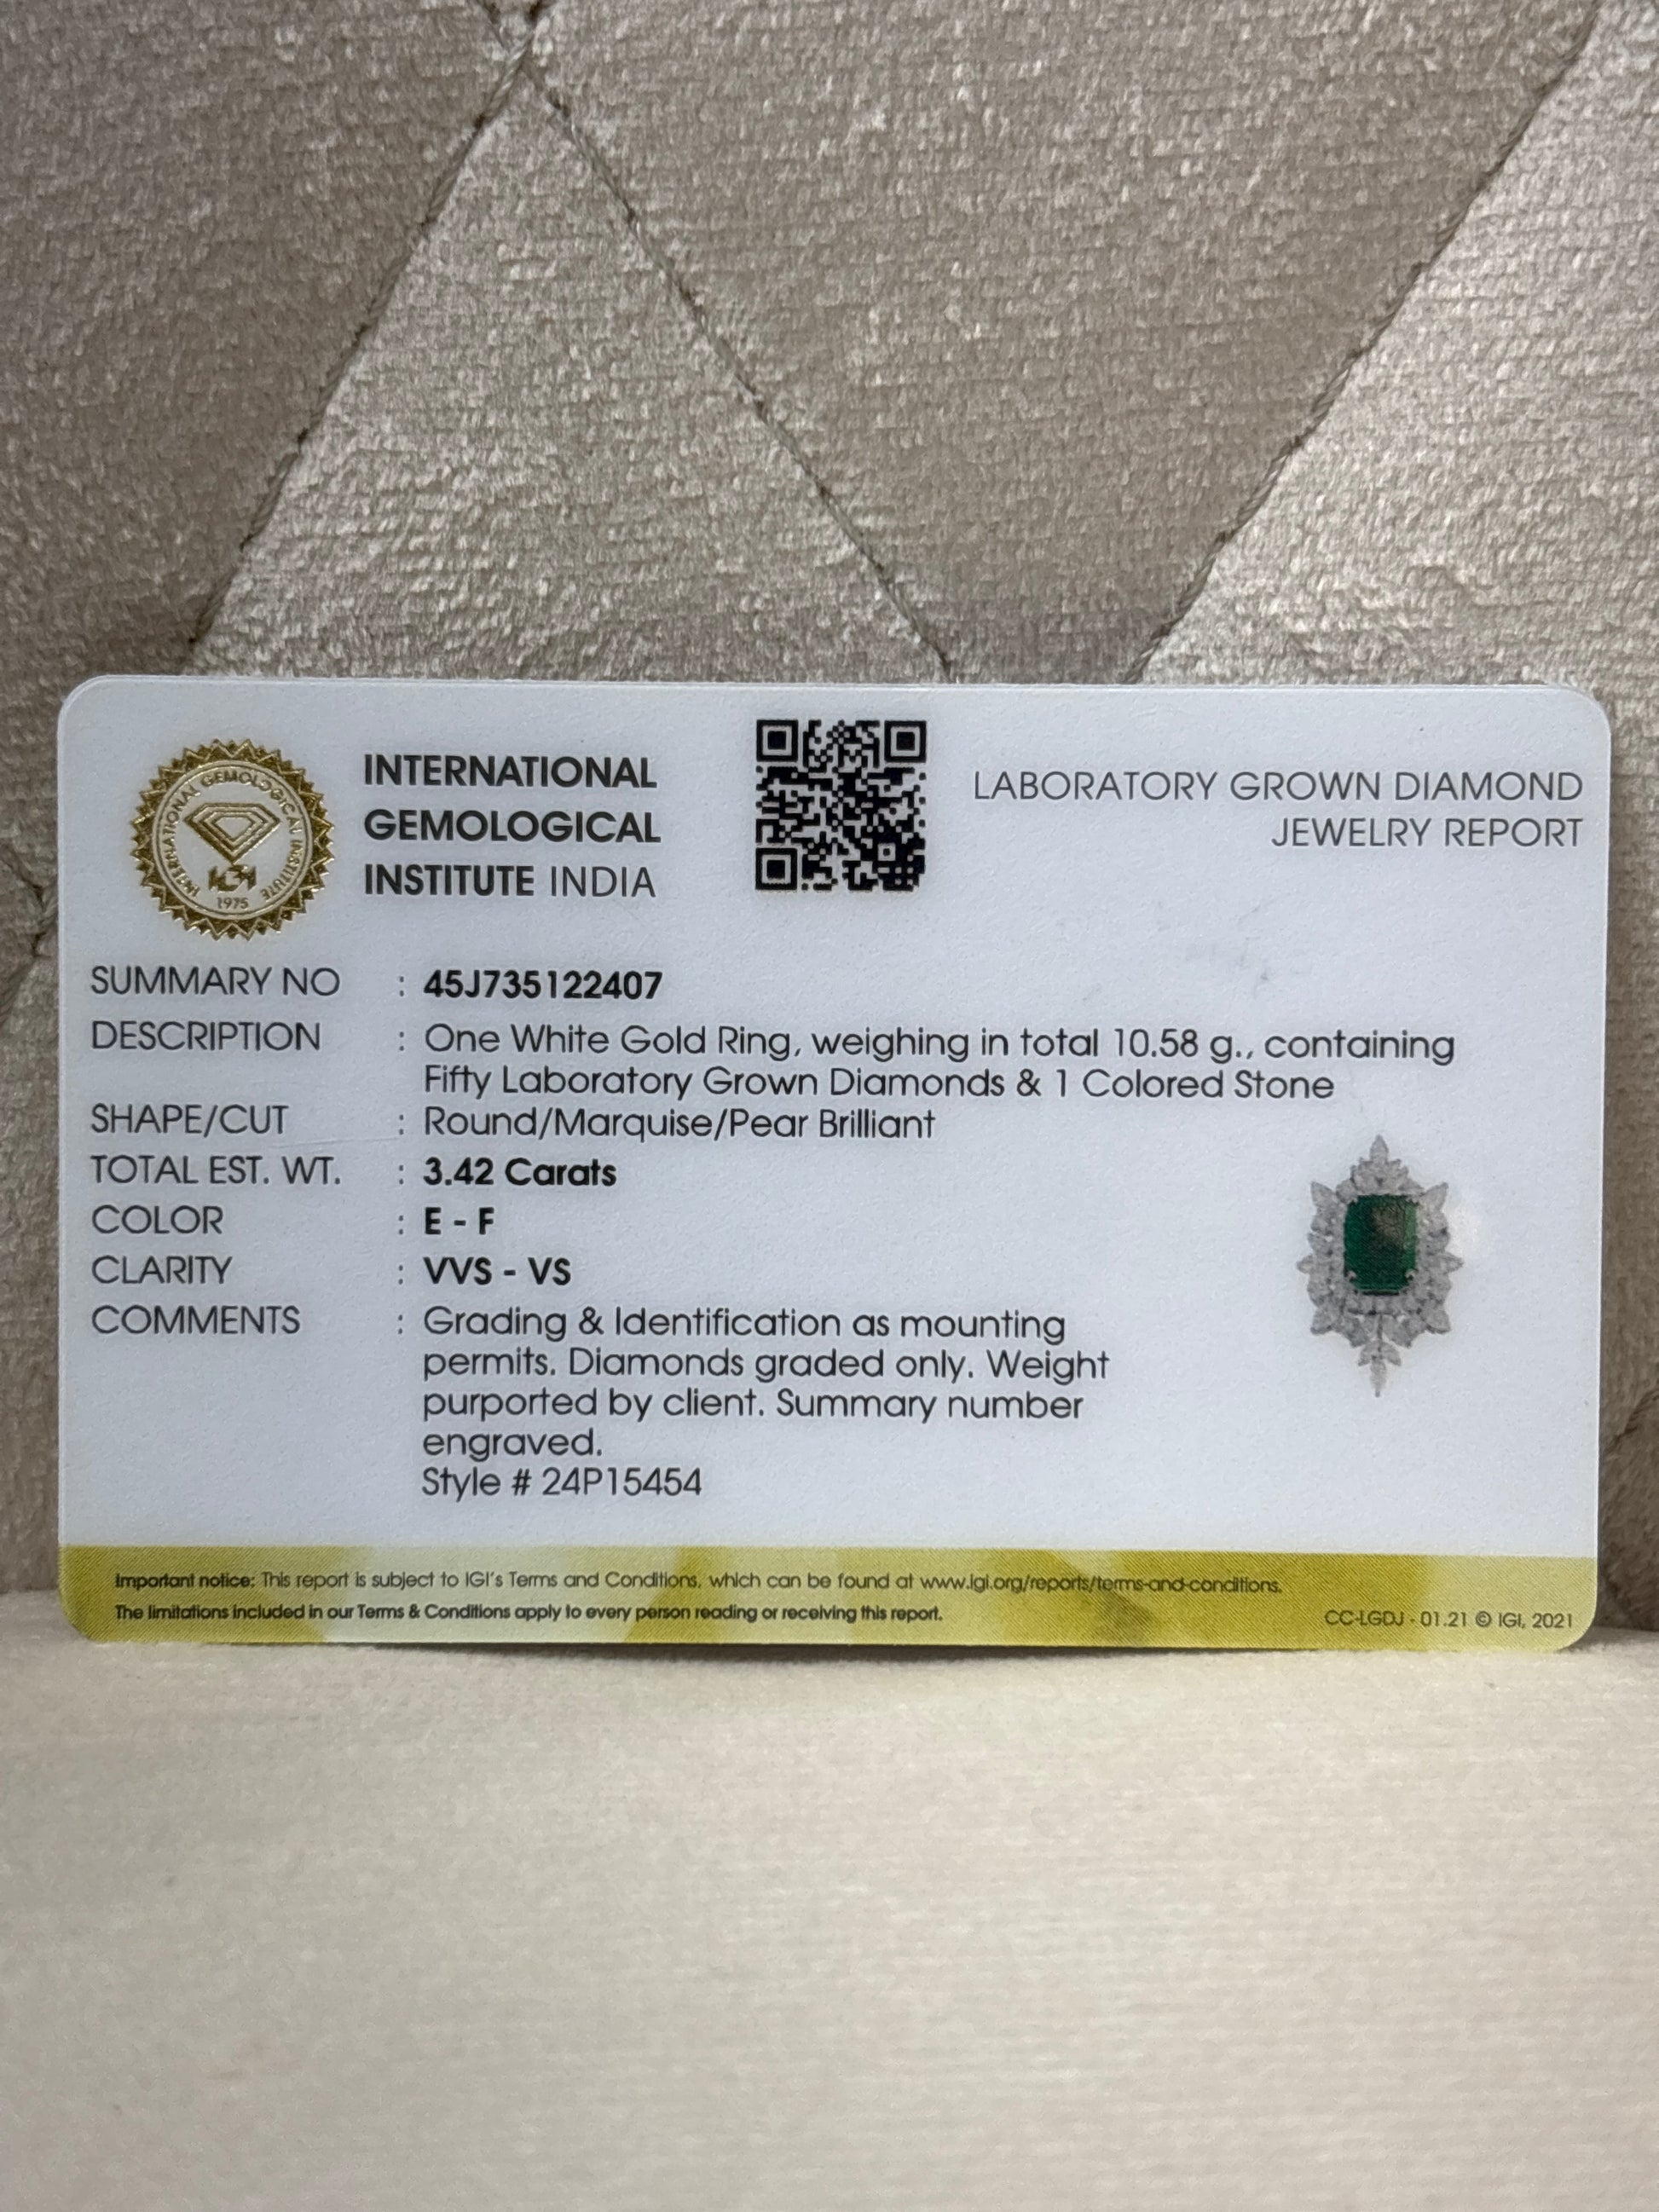 INTERNATIONAL
GEMOLOGICAL
INSTITUTE INDIA
INTERNATIONAL GEMOLOGICAL INSTITUTE
IGI
1975
LABORATORY GROWN DIAMOND
JEWELRY REPORT
SUMMARY NO : 45J735122407
DESCRIPTION : One White Gold Ring, weighing in total 10.58 g., containing
Fifty Laboratory Grown Diamonds & 1 Colored Stone
SHAPE/CUT : Round/Marquise/Pear Brilliant
TOTAL EST. WT. : 3.42 Carats
COLOR : E - F
CLARITY : VVS - VS
COMMENTS : Grading & Identification as mounting
permits. Diamonds graded only. Weight
purported by client. Summary number
engraved.
Style # 24P15454
Important notice: This report is subject to IGI's Terms and Conditions, which can be found at www.igi.org/reports/terms-and-conditions.
The limitations included in our Terms & Conditions apply to every person reading or receiving this report.
CC-LGDJ - 01.21 © IGI, 2021